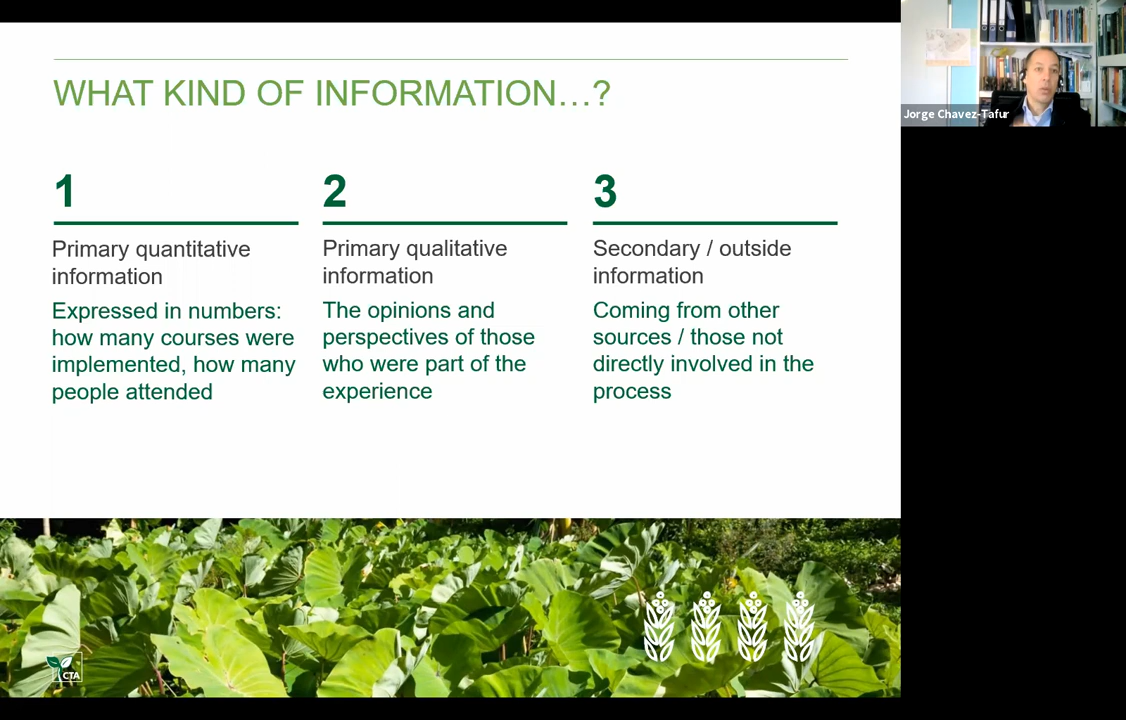 WHAT KIND OF INFORMATION...?
1
Primary quantitative
information
Expressed in numbers:
how many courses were
implemented, how many
people attended
2
Primary qualitative
information
The opinions and
perspectives of those
who were part of the
experience
3
Secondary / outside
information
Coming from other
sources / those not
directly involved in the
process
Jorge Chavez-Tafur
CTA